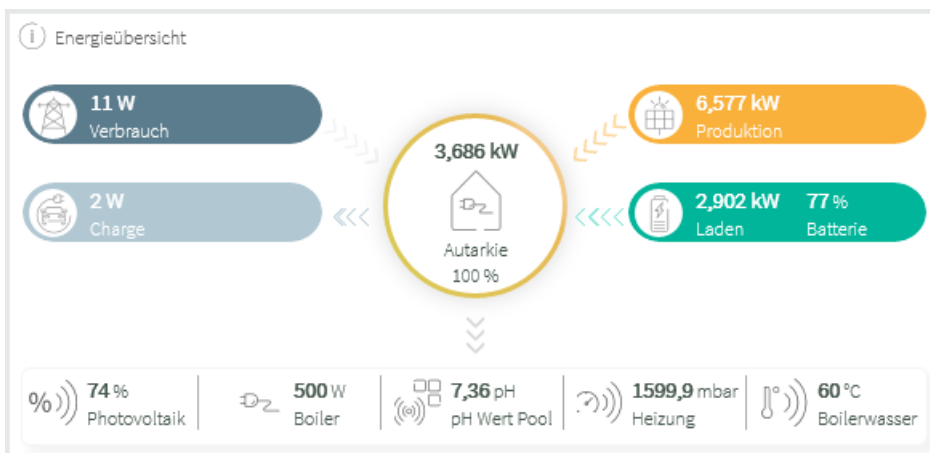 i Energieübersicht
11 W
Verbrauch
6,577 kW
Produktion
3,686 kW
2 W
Charge
2,902 kW 77 %
Laden Batterie
Autarkie
100 %
% 74 %
Photovoltaik
500 W
Boiler
7,36 pH
pH Wert Pool
1599,9 mbar
Heizung
60 °C
Boilerwasser